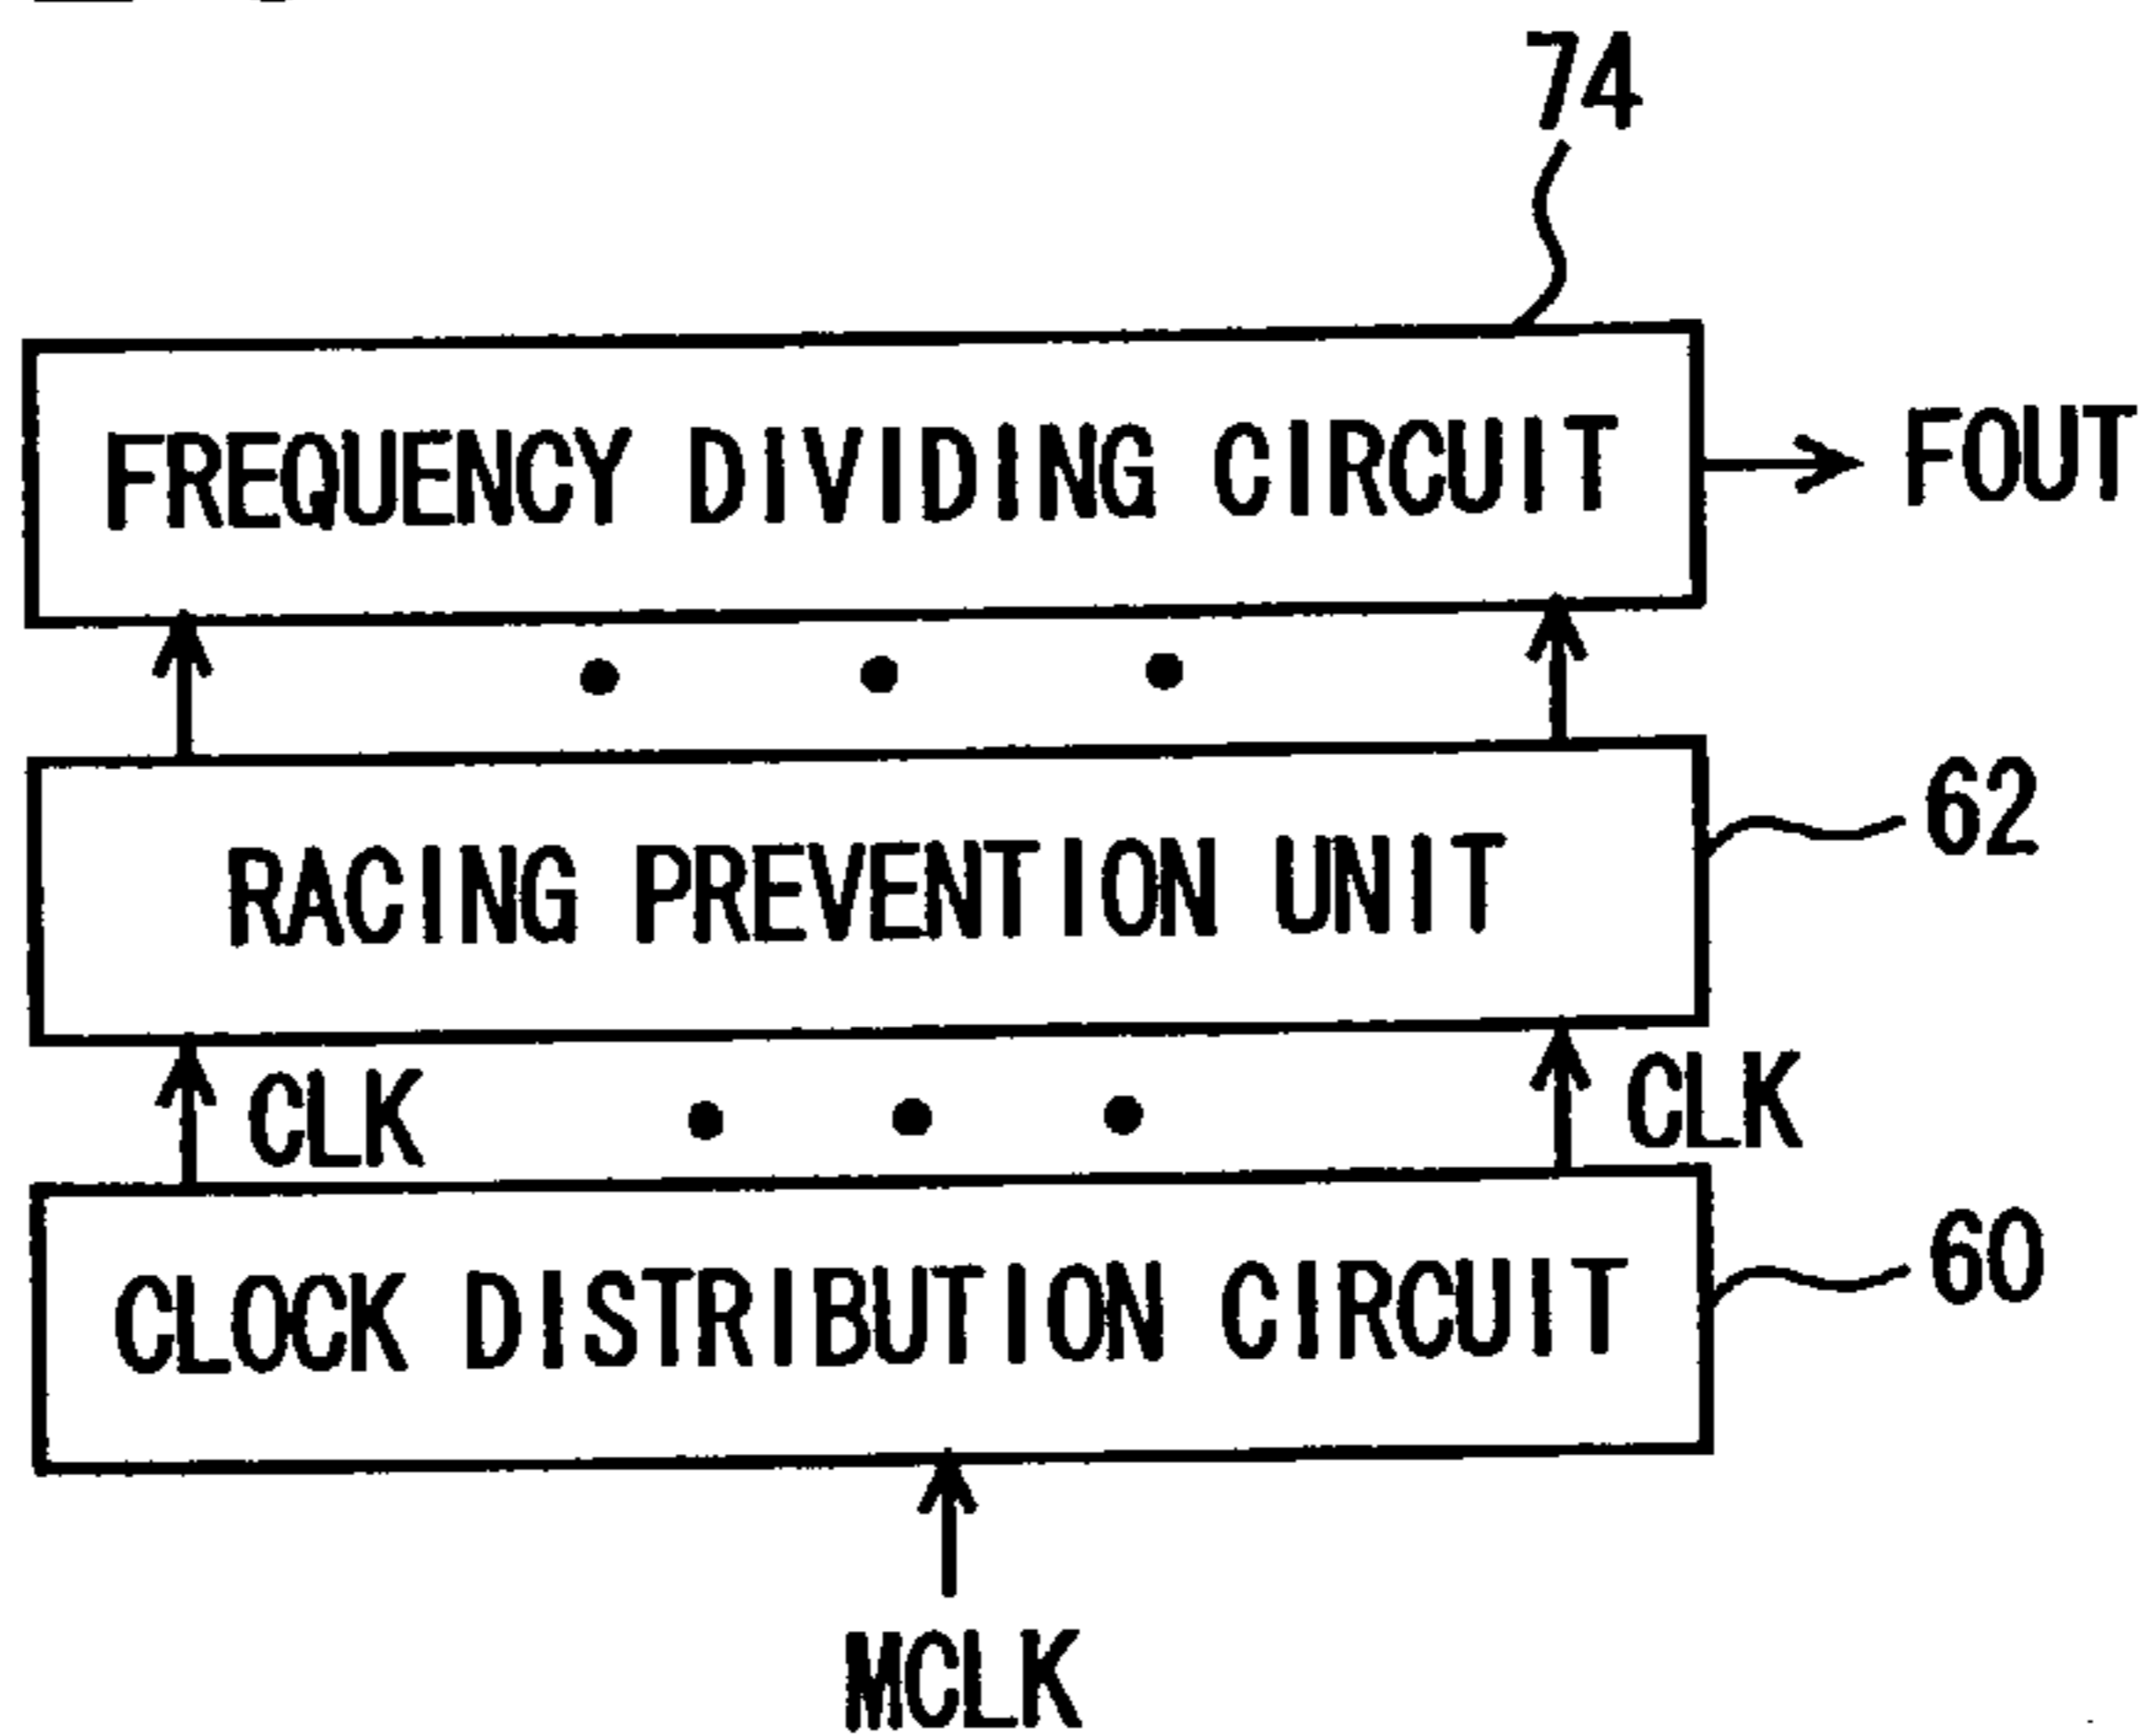 74
FREQUENCY DIVIDING CIRCUIT
FOUT
RACING PREVENTION UNIT
62
CLK
CLK
CLOCK DISTRIBUTION CIRCUIT
60
MCLK